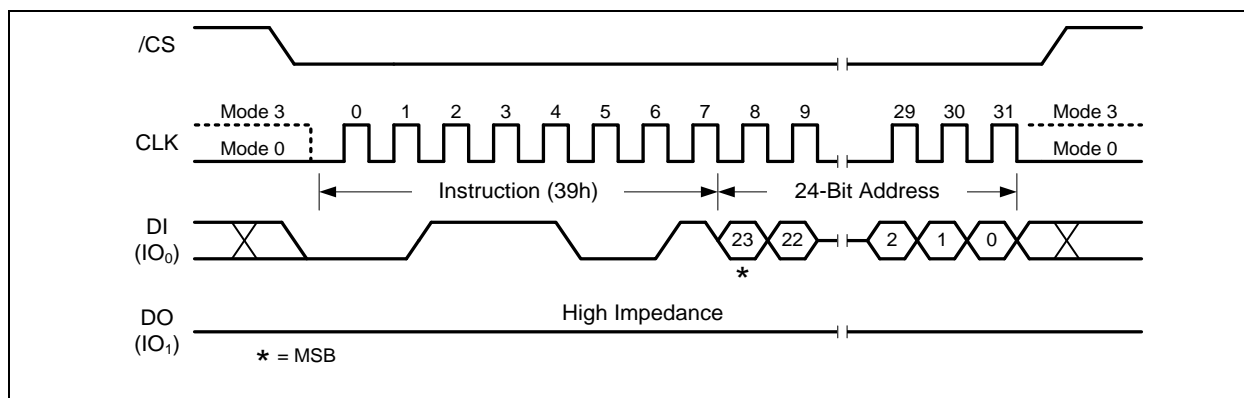 /CS
Mode 3 0 1 2 3 4 5 6 7 8 9 29 30 31 Mode 3
CLK
Mode 0 Mode 0
Instruction (39h) 24-Bit Address
DI
(IO₀)
23 22 2 1 0
*
DO
(IO₁)
High Impedance
* = MSB